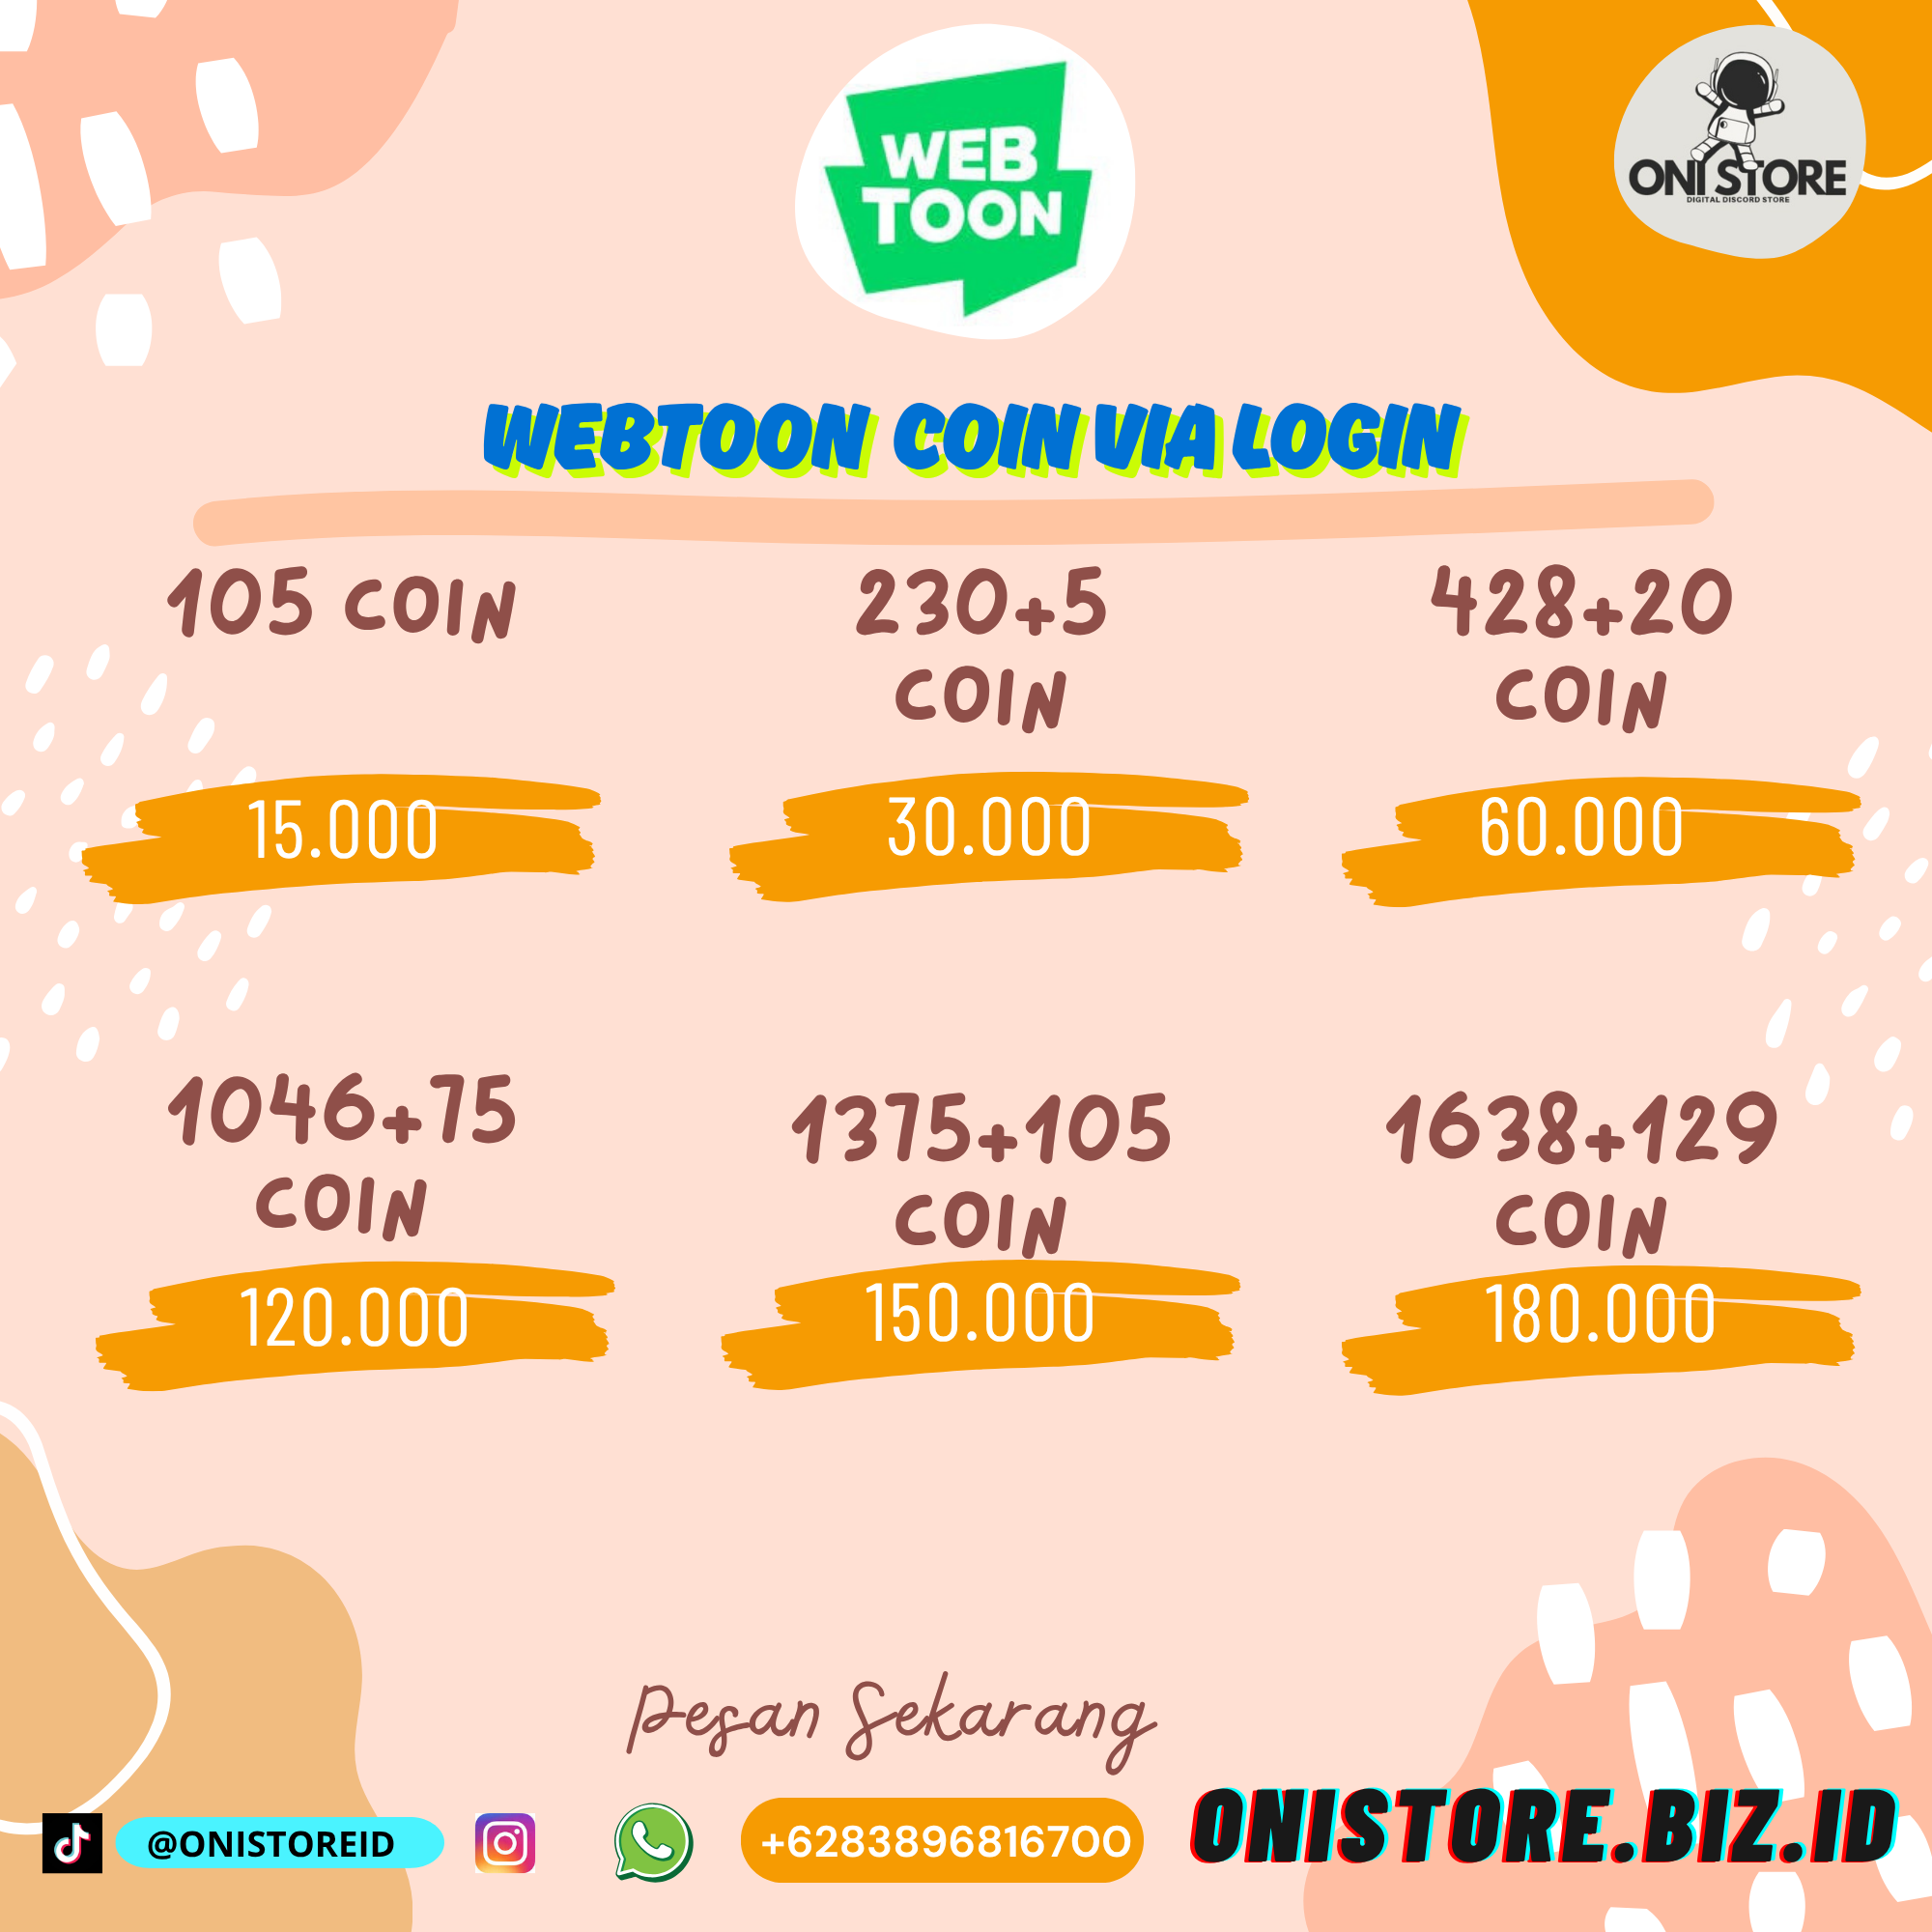 WEB
TOON
ONI STORE
DIGITAL DISCORD STORE
WEBTOON COIN VIA LOGIN
105 COIN
230+5
COIN
428+20
COIN
15.000
30.000
60.000
1046+75
COIN
1375+105
COIN
1638+129
COIN
120.000
150.000
180.000
Pesan Sekarang
@ONISTOREID
+6283896816700
ONISTORE.BIZ.ID